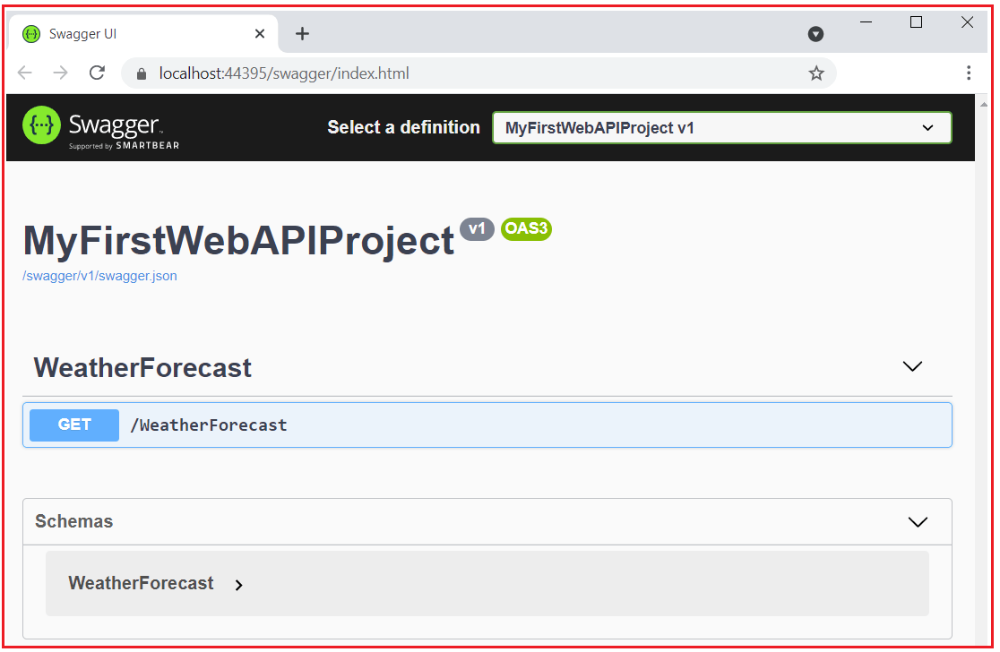 Swagger UI
localhost:44395/swagger/index.html
{···} Swagger™
Supported by SMARTBEAR
Select a definition
MyFirstWebAPIProject v1
MyFirstWebAPIProject v1 OAS3
/swagger/v1/swagger.json
WeatherForecast
GET /WeatherForecast
Schemas
WeatherForecast